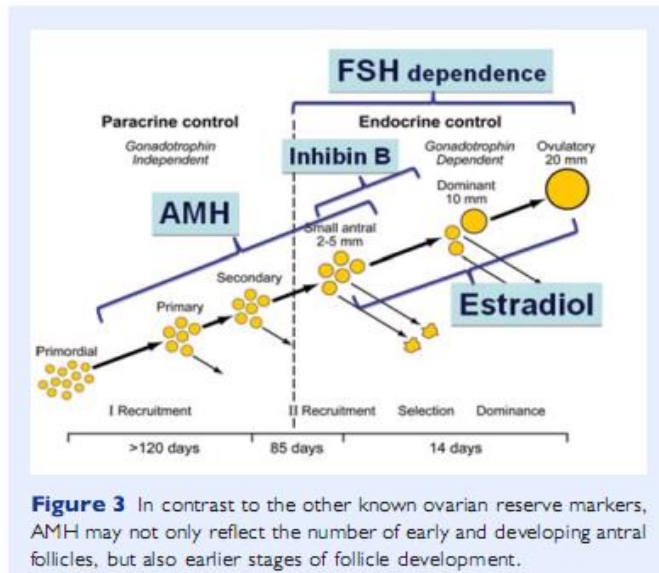 FSH dependence
Paracrine control
Endocrine control
Gonadotrophin
Independent
Inhibin B
Gonadotrophin
Dependent
Ovulatory
20 mm
AMH
Dominant
10 mm
Small antral
2-5 mm
Secondary
Primary
Estradiol
Primordial
I Recruitment
II Recruitment
Selection
Dominance
>120 days
85 days
14 days
Figure 3 In contrast to the other known ovarian reserve markers,
AMH may not only reflect the number of early and developing antral
follicles, but also earlier stages of follicle development.